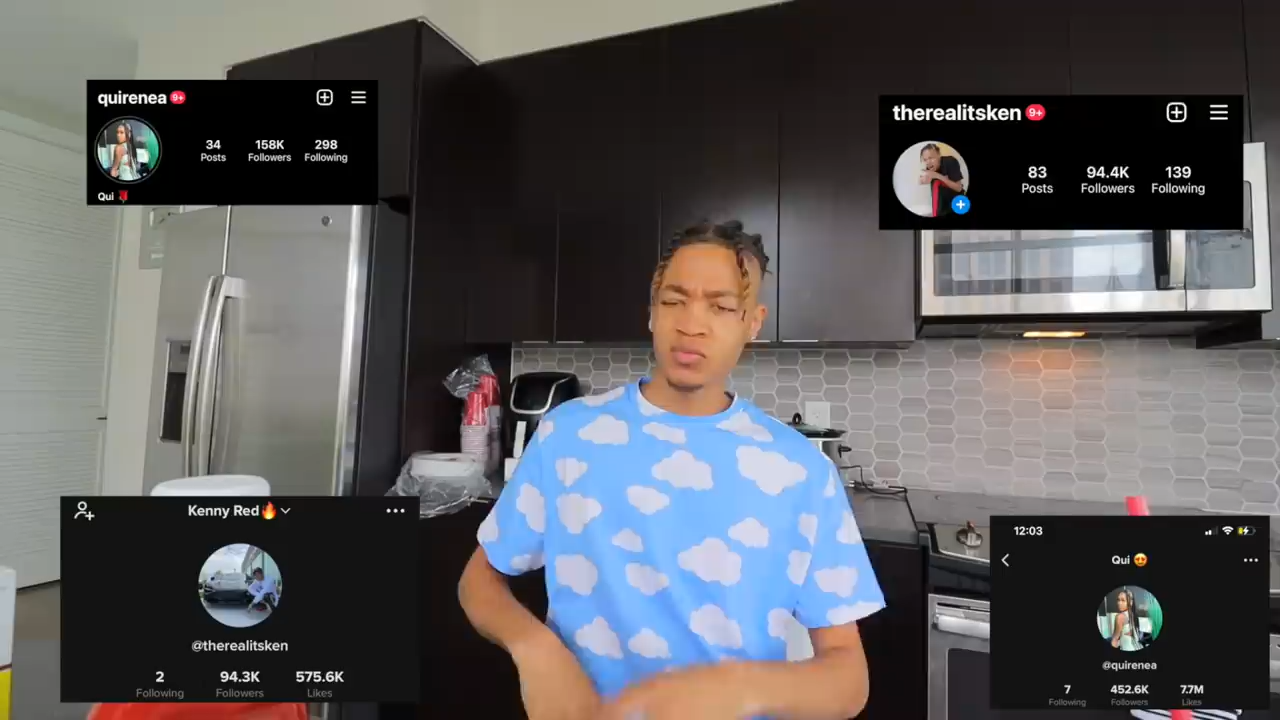 quirenea 9+
34 158K 298
Posts Followers Following
Qui
therealitsken 9+
83 94.4K 139
Posts Followers Following
Kenny Red🔥
@therealitsken
2 94.3K 575.6K
Following Followers Likes
12:03
Qui 😍
@quirenea
7 452.6K 7.7M
Following Followers Likes